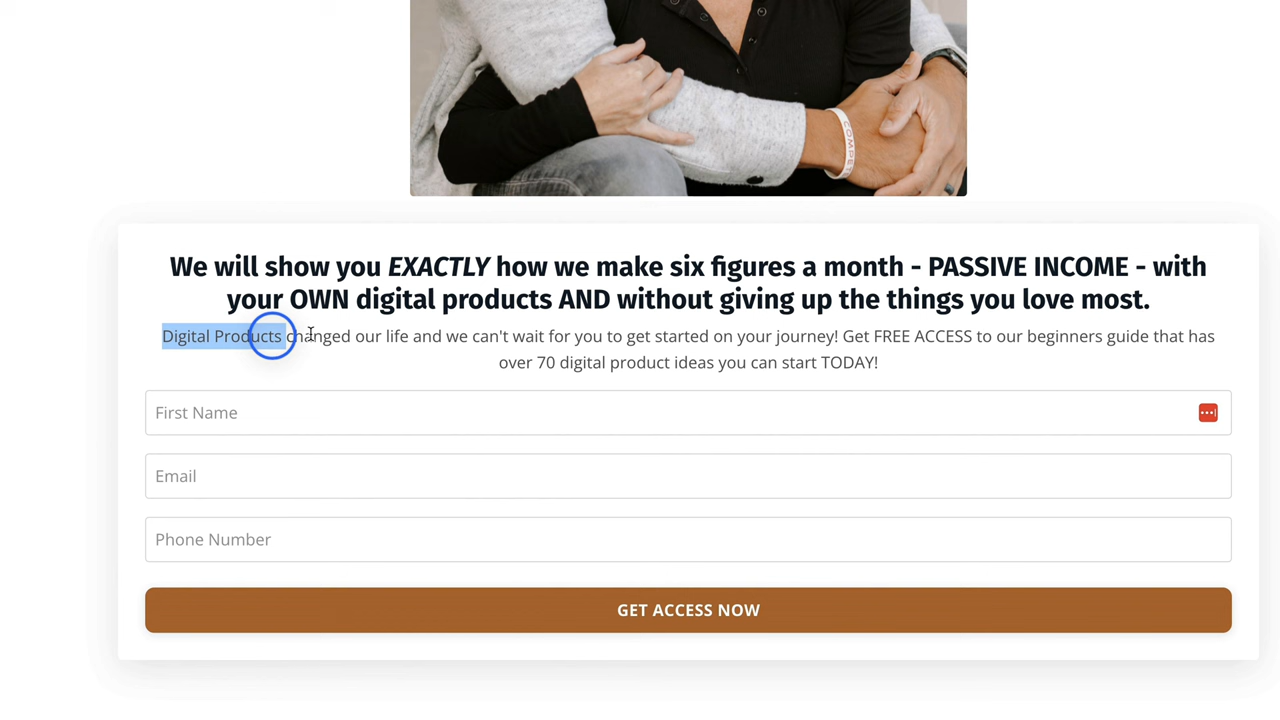 COMPET
We will show you EXACTLY how we make six figures a month - PASSIVE INCOME - with
your OWN digital products AND without giving up the things you love most.
Digital Products changed our life and we can't wait for you to get started on your journey! Get FREE ACCESS to our beginners guide that has
over 70 digital product ideas you can start TODAY!
First Name
Email
Phone Number
GET ACCESS NOW